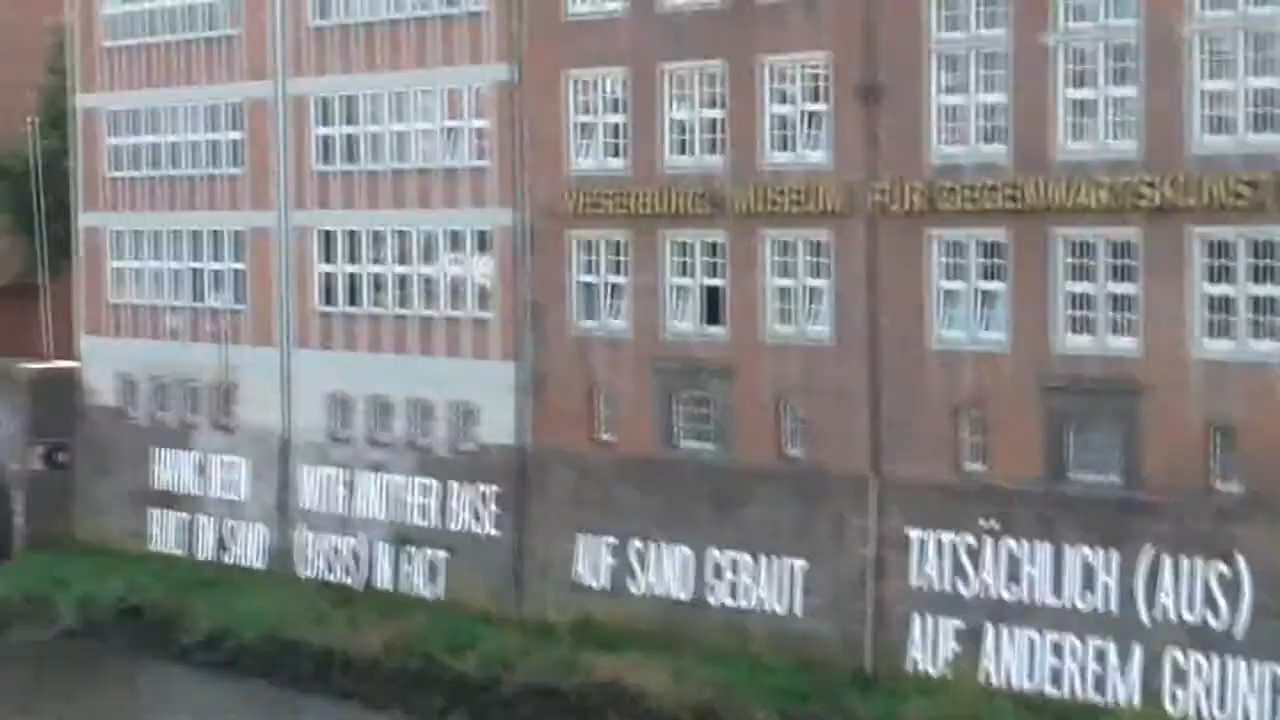 WESERBURG MUSEUM FÜR GEGENWARTSKUNST
HAVING BEEN
BUILT ON SAND
WITH ANOTHER BASE
(BASIS) IN FACT
AUF SAND GEBAUT
TATSÄCHLICH (AUS)
AUF ANDEREM GRUND